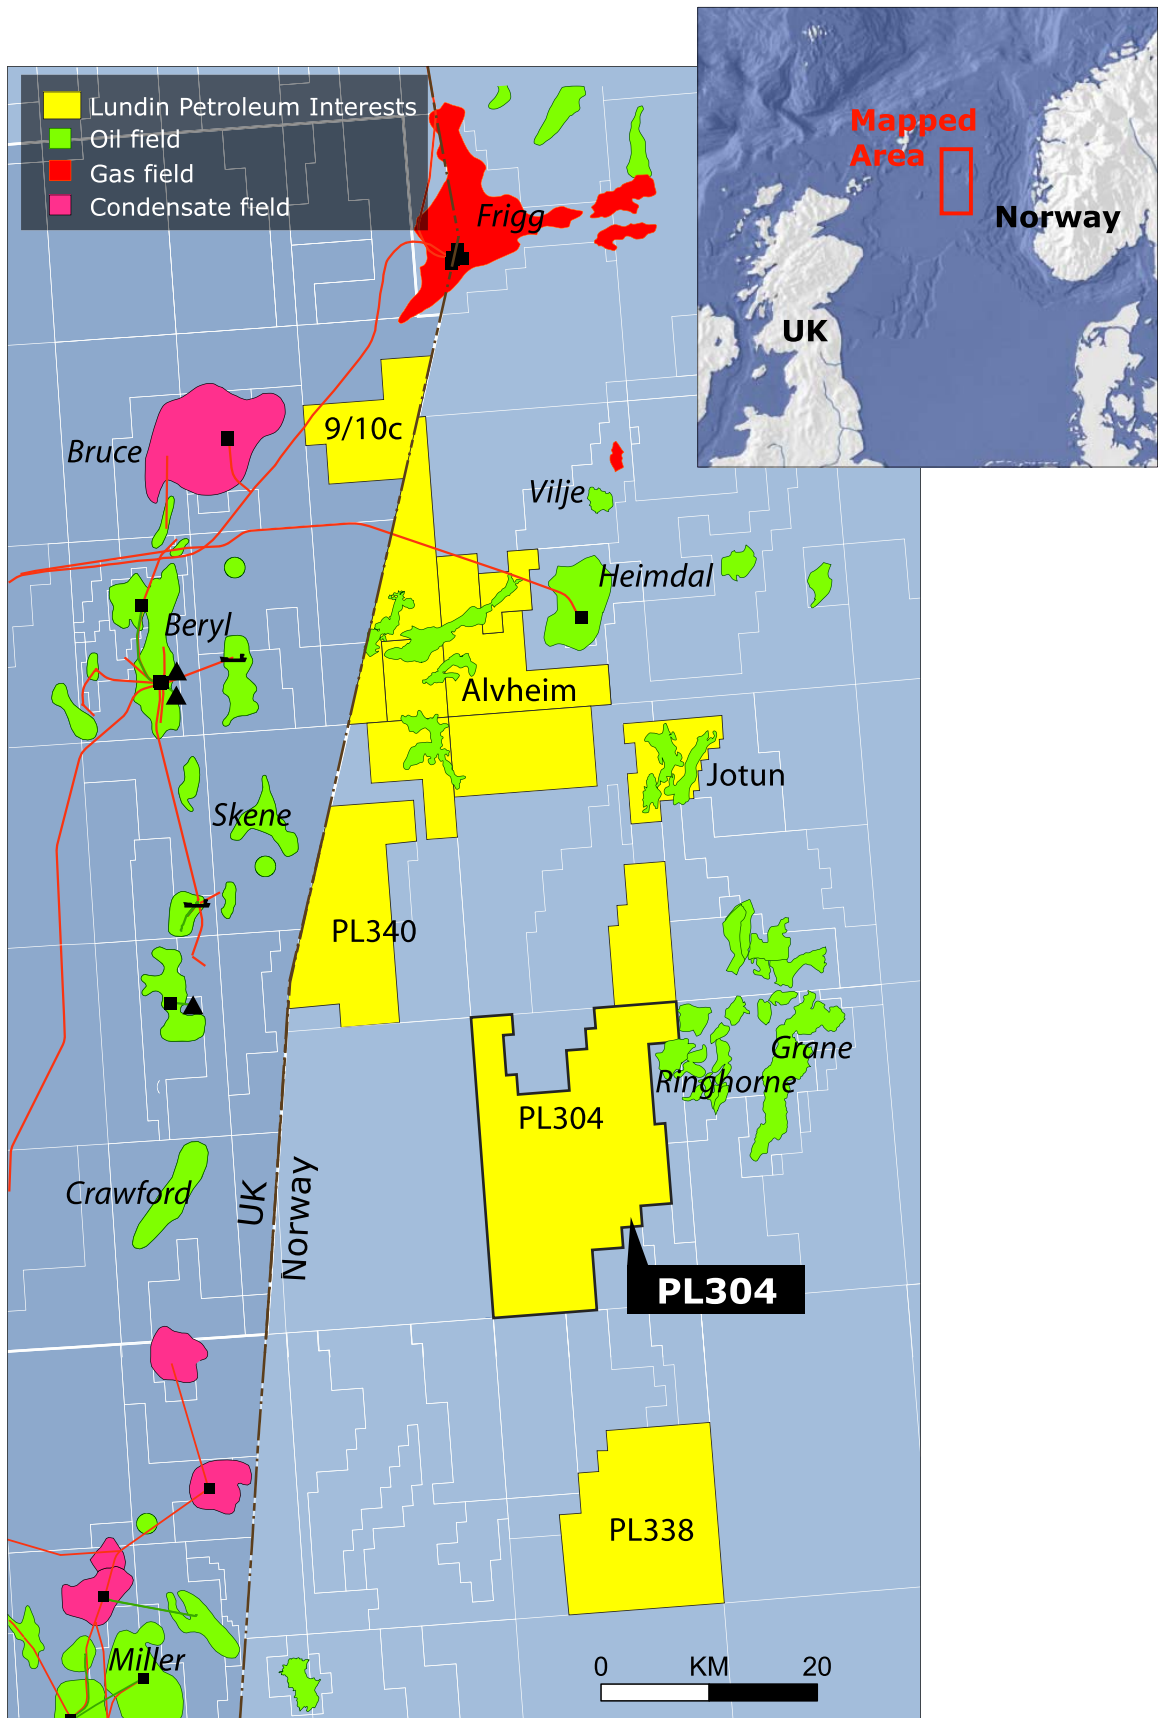 Lundin Petroleum Interests
Oil field
Gas field
Condensate field
Mapped
Area
Norway
UK
Frigg
9/10c
Bruce
Vilje
Heimdal
Beryl
Alvheim
Jotun
Skene
PL340
Grane
Ringhorne
PL304
Crawford
UK
Norway
PL304
PL338
Miller
0 KM 20